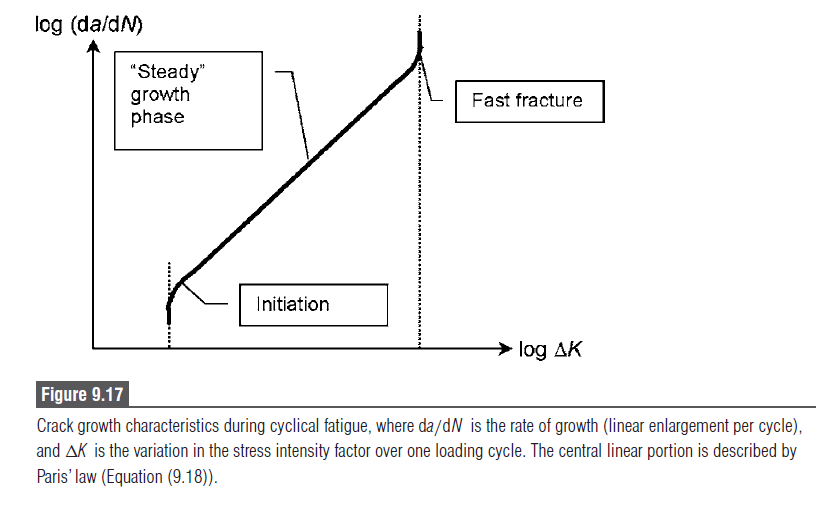 log (da/dN)
“Steady”
growth
phase
Fast fracture
Initiation
log ΔK
Figure 9.17
Crack growth characteristics during cyclical fatigue, where da/dN is the rate of growth (linear enlargement per cycle),
and ΔK is the variation in the stress intensity factor over one loading cycle. The central linear portion is described by
Paris’ law (Equation (9.18)).